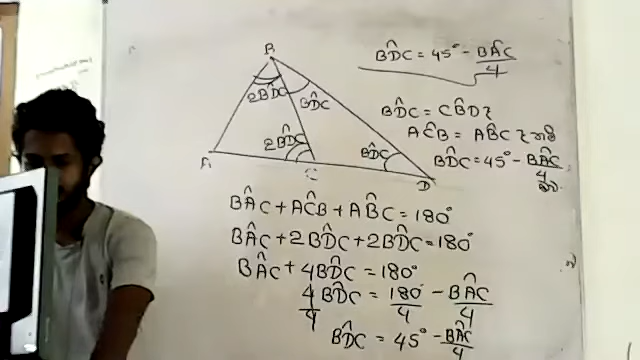 B
2BD̂C
BD̂C
2BD̂C
BD̂C
A
C
D
BD̂C = 45° - BÂC/4
BD̂C = CB̂D
AĈB = AB̂C
BD̂C = 45° - BÂC/4
BÂC + AĈB + AB̂C = 180°
BÂC + 2BD̂C + 2BD̂C = 180°
BÂC + 4BD̂C = 180°
4/4 BD̂C = 180°/4 - BÂC/4
BD̂C = 45° - BÂC/4